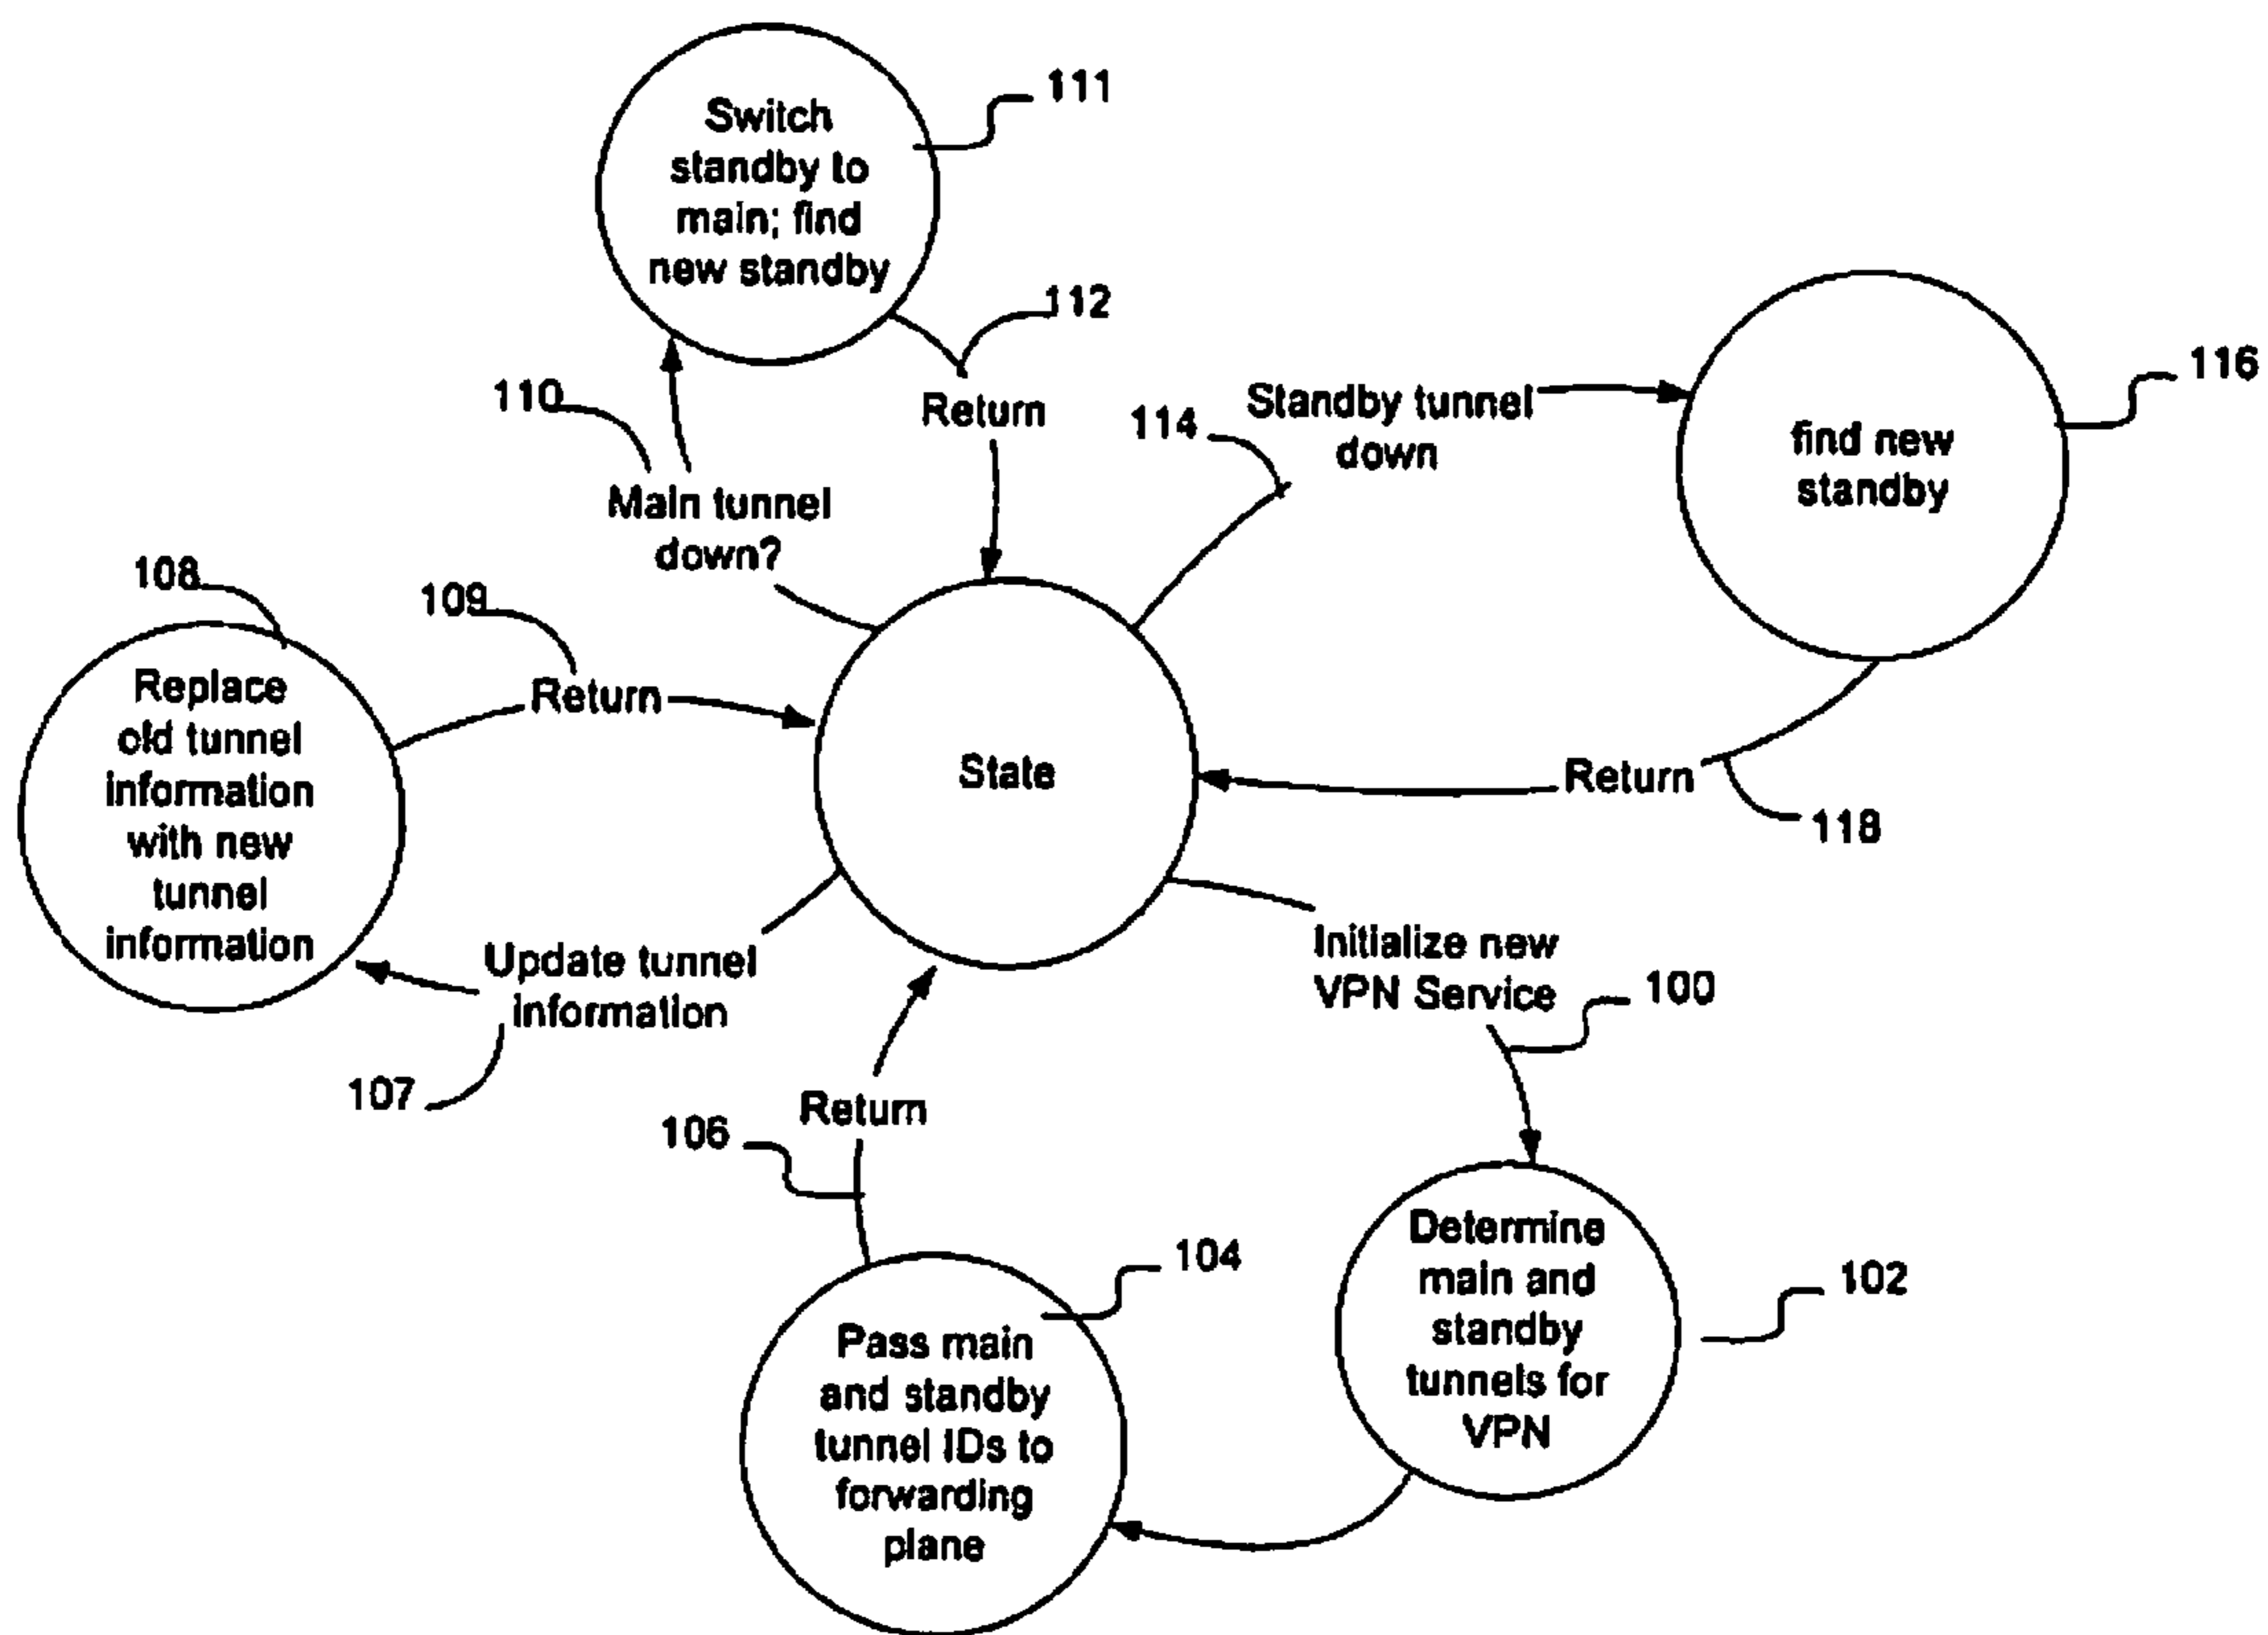 111
Switch
standby to
main; find
new standby
112
110
Return
Main tunnel
down?
114
Standby tunnel
down
116
find new
standby
108
109
Replace
old tunnel
information
with new
tunnel
information
Return
State
Return
118
Update tunnel
information
107
Initialize new
VPN Service
100
Return
106
104
Pass main
and standby
tunnel IDs to
forwarding
plane
Determine
main and
standby
tunnels for
VPN
102